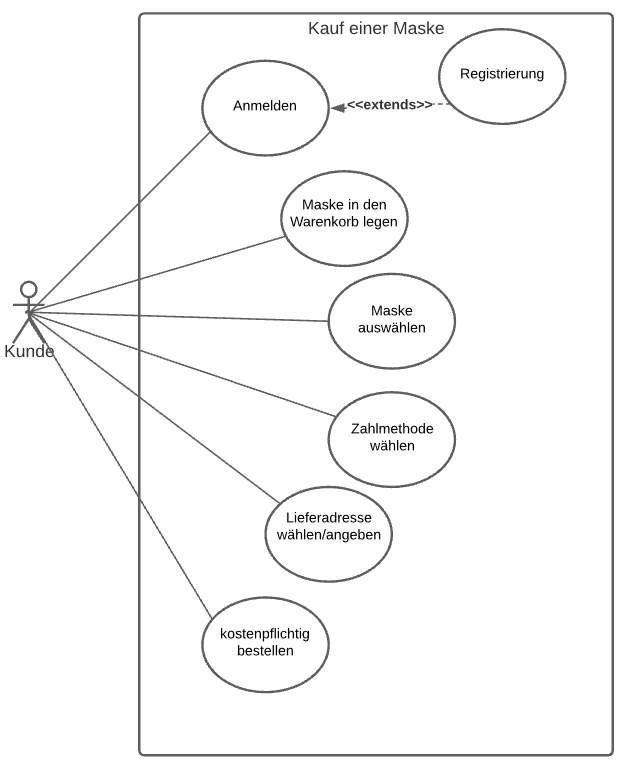 Kauf einer Maske
Registrierung
Anmelden
<<extends>>
Maske in den
Warenkorb legen
Maske
auswählen
Kunde
Zahlmethode
wählen
Lieferadresse
wählen/angeben
kostenpflichtig
bestellen